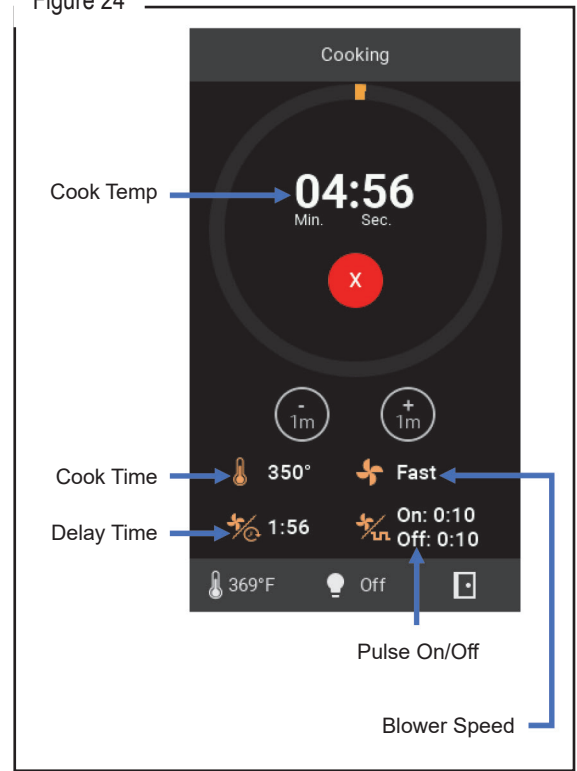 Figure 24
Cooking
Cook Temp
04:56
Min. Sec.
X
- 1m
+ 1m
Cook Time
350°
Fast
Delay Time
1:56
On: 0:10
Off: 0:10
369°F
Off
Pulse On/Off
Blower Speed